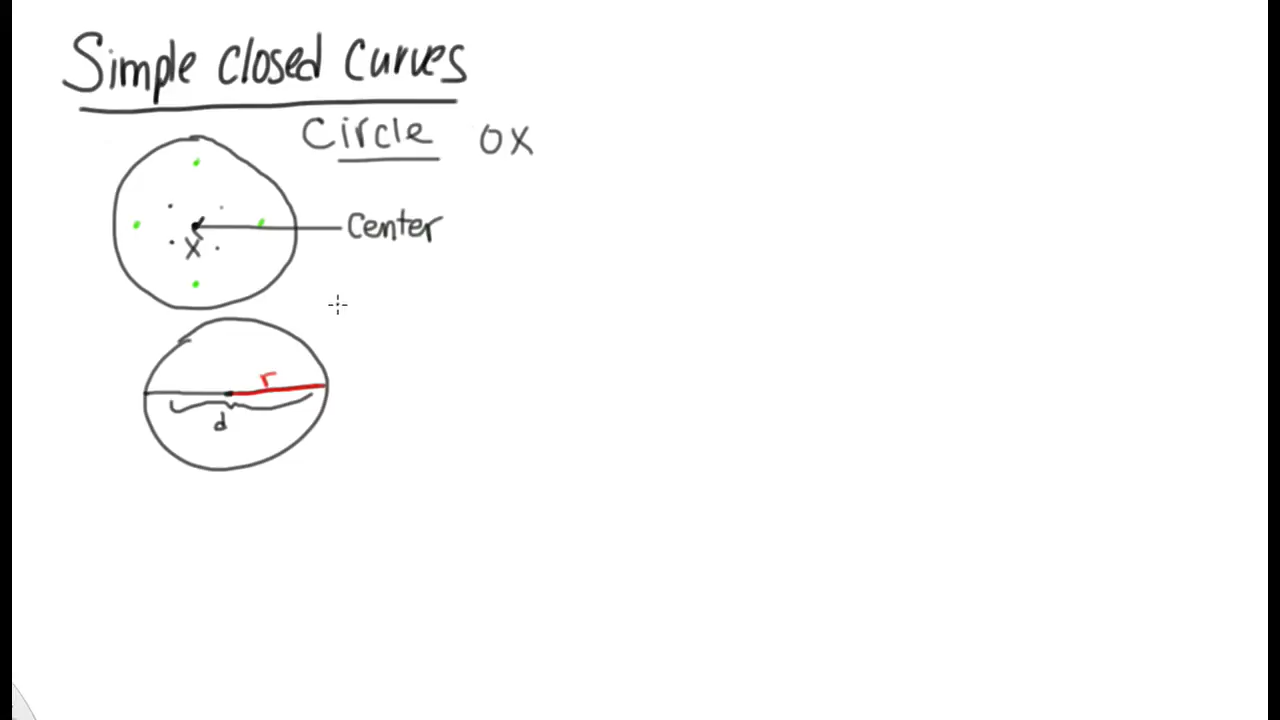 Simple closed curves
Circle OX
Center
X
r
d